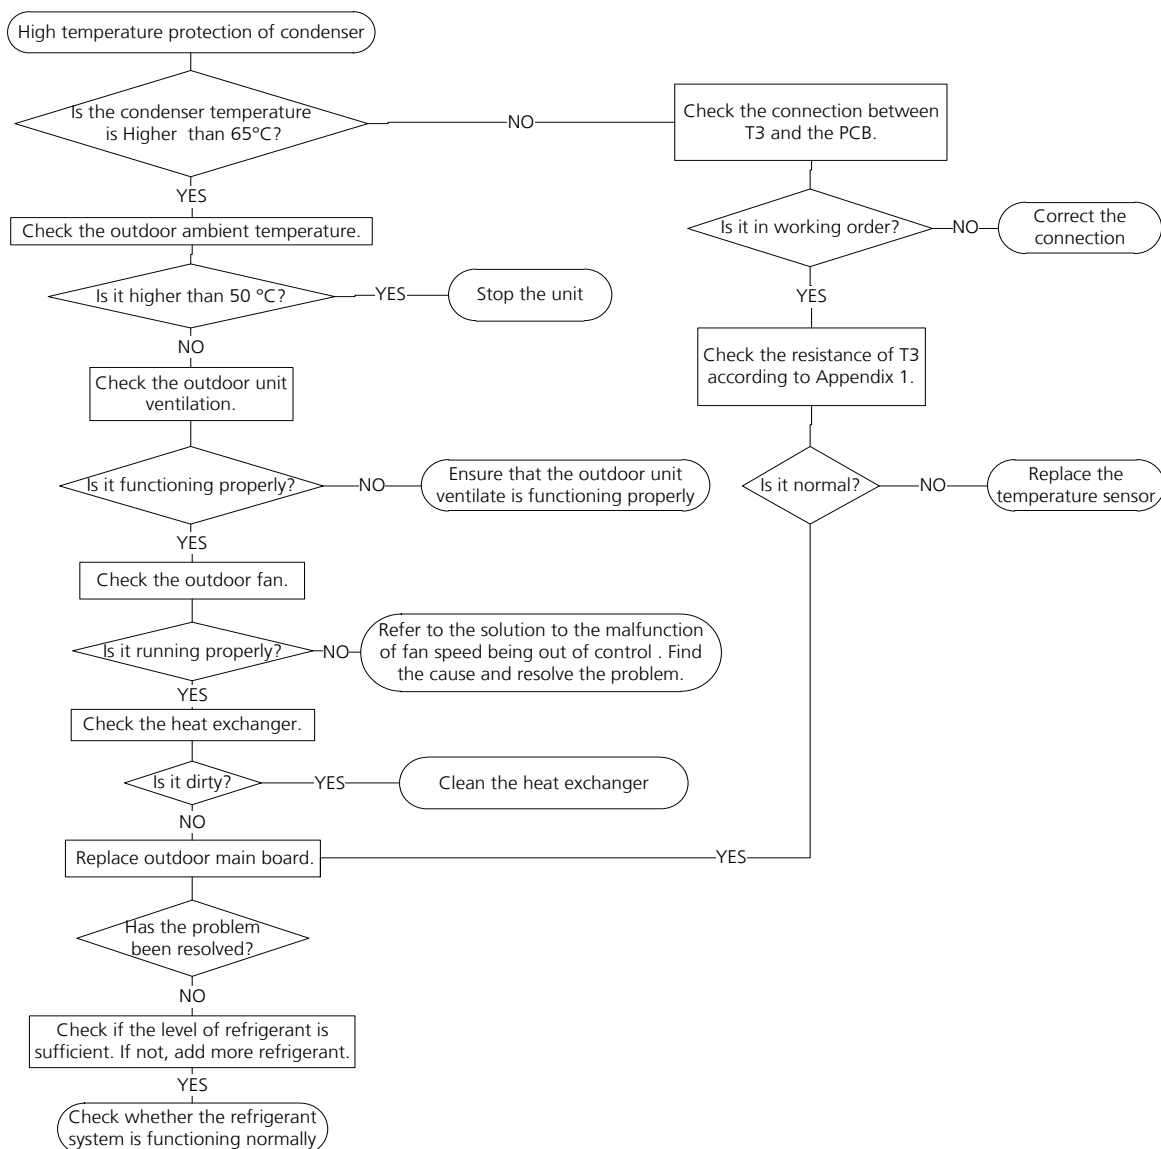 High temperature protection of condenser
Is the condenser temperature
is Higher than 65°C?
NO
Check the connection between
T3 and the PCB.
YES
Check the outdoor ambient temperature.
Is it in working order?
NO
Correct the
connection
Is it higher than 50 °C?
YES
Stop the unit
YES
NO
Check the outdoor unit
ventilation.
Check the resistance of T3
according to Appendix 1.
Is it functioning properly?
NO
Ensure that the outdoor unit
ventilate is functioning properly
Is it normal?
NO
Replace the
temperature sensor
YES
Check the outdoor fan.
Is it running properly?
NO
Refer to the solution to the malfunction
of fan speed being out of control . Find
the cause and resolve the problem.
YES
Check the heat exchanger.
Is it dirty?
YES
Clean the heat exchanger
NO
Replace outdoor main board.
YES
Has the problem
been resolved?
NO
Check if the level of refrigerant is
sufficient. If not, add more refrigerant.
YES
Check whether the refrigerant
system is functioning normally